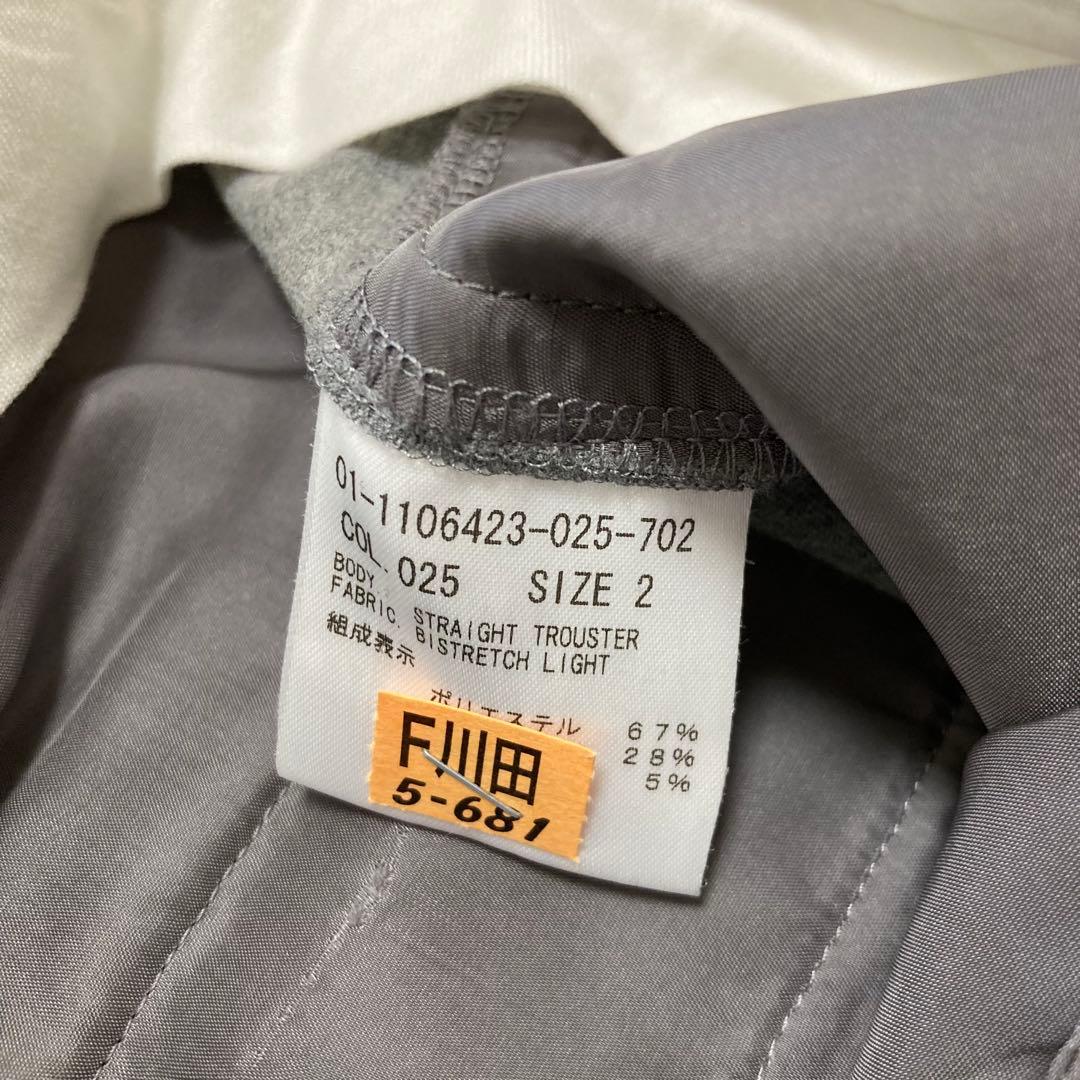 01-1106423-025-702
COL. 025 SIZE 2
BODY. STRAIGHT TROUSTER
FABRIC. BISTRETCH LIGHT
組成表示
ポリエステル 67%
28%
5%
F川田
5-681